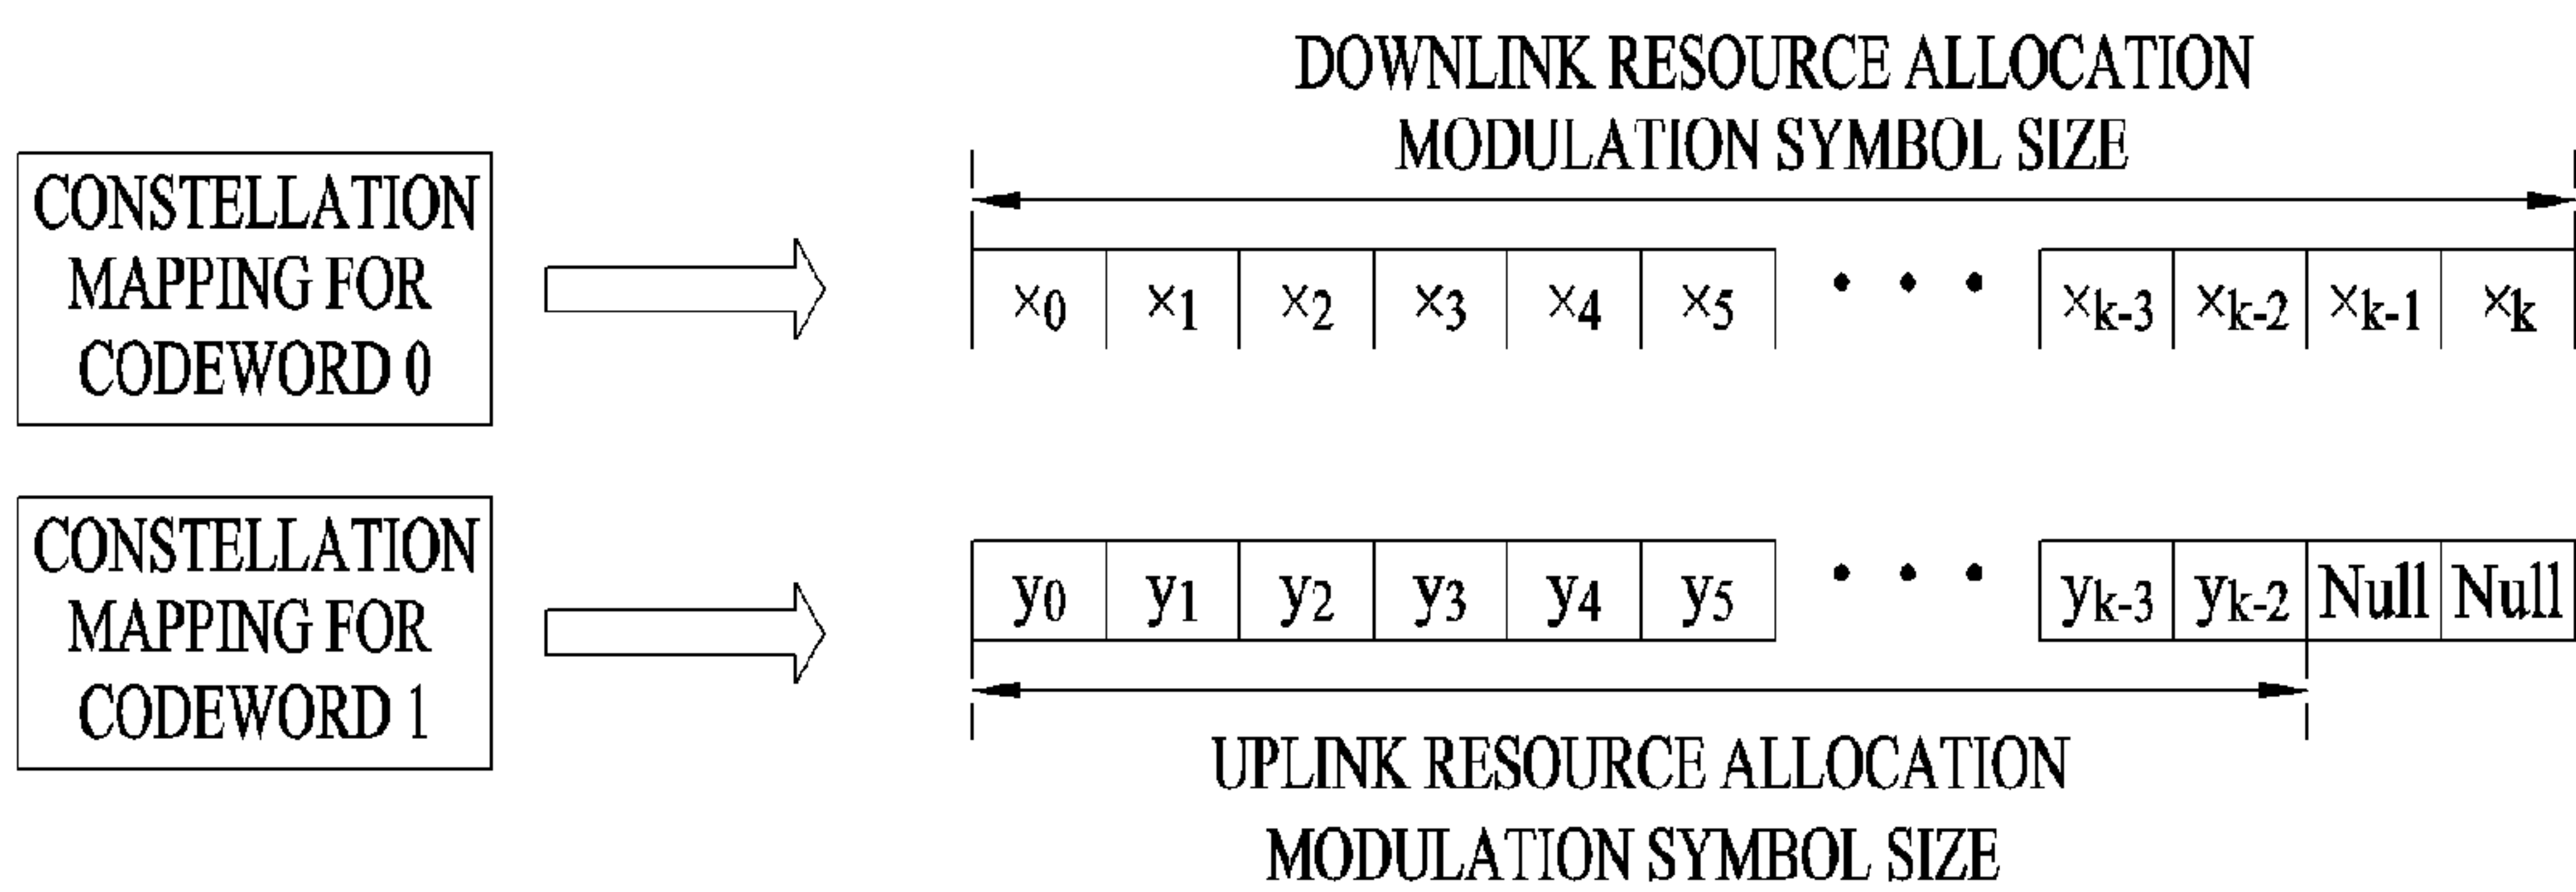 DOWNLINK RESOURCE ALLOCATION
MODULATION SYMBOL SIZE
CONSTELLATION
MAPPING FOR
CODEWORD 0
x0 x1 x2 x3 x4 x5 • • • xk-3 xk-2 xk-1 xk
CONSTELLATION
MAPPING FOR
CODEWORD 1
y0 y1 y2 y3 y4 y5 • • • yk-3 yk-2 Null Null
UPLINK RESOURCE ALLOCATION
MODULATION SYMBOL SIZE